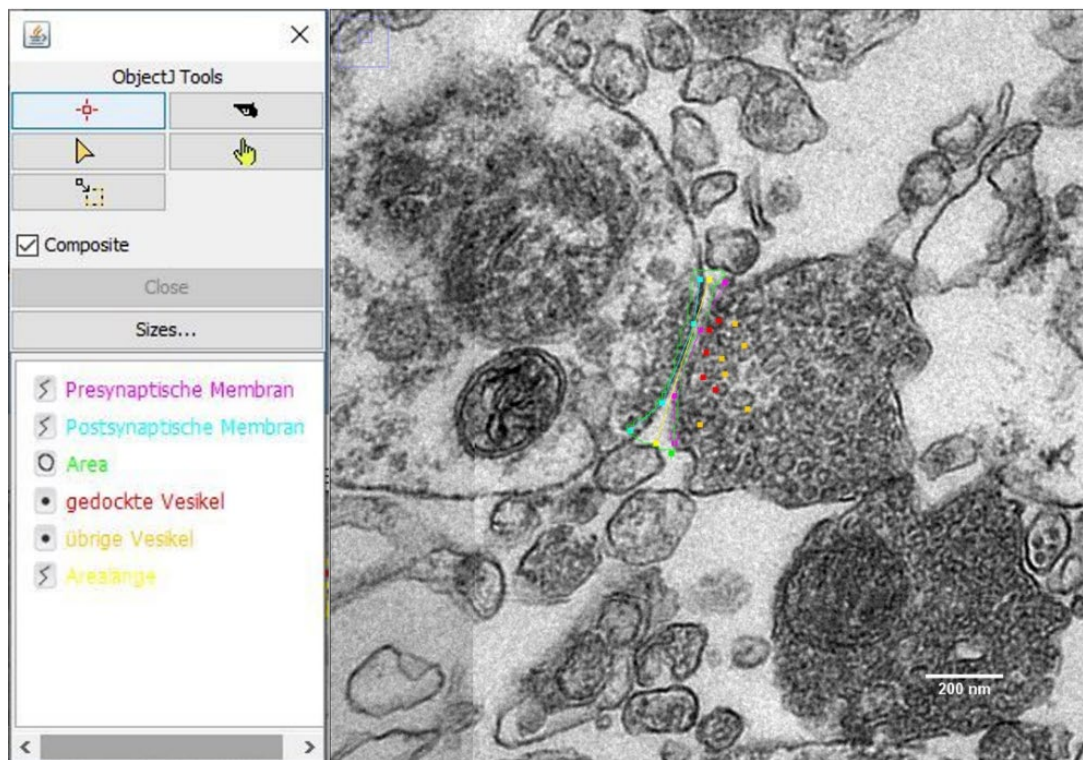 ObjectJ Tools
Composite
Close
Sizes...
Presynaptische Membran
Postsynaptische Membran
Area
gedockte Vesikel
übrige Vesikel
Arealänge
200 nm